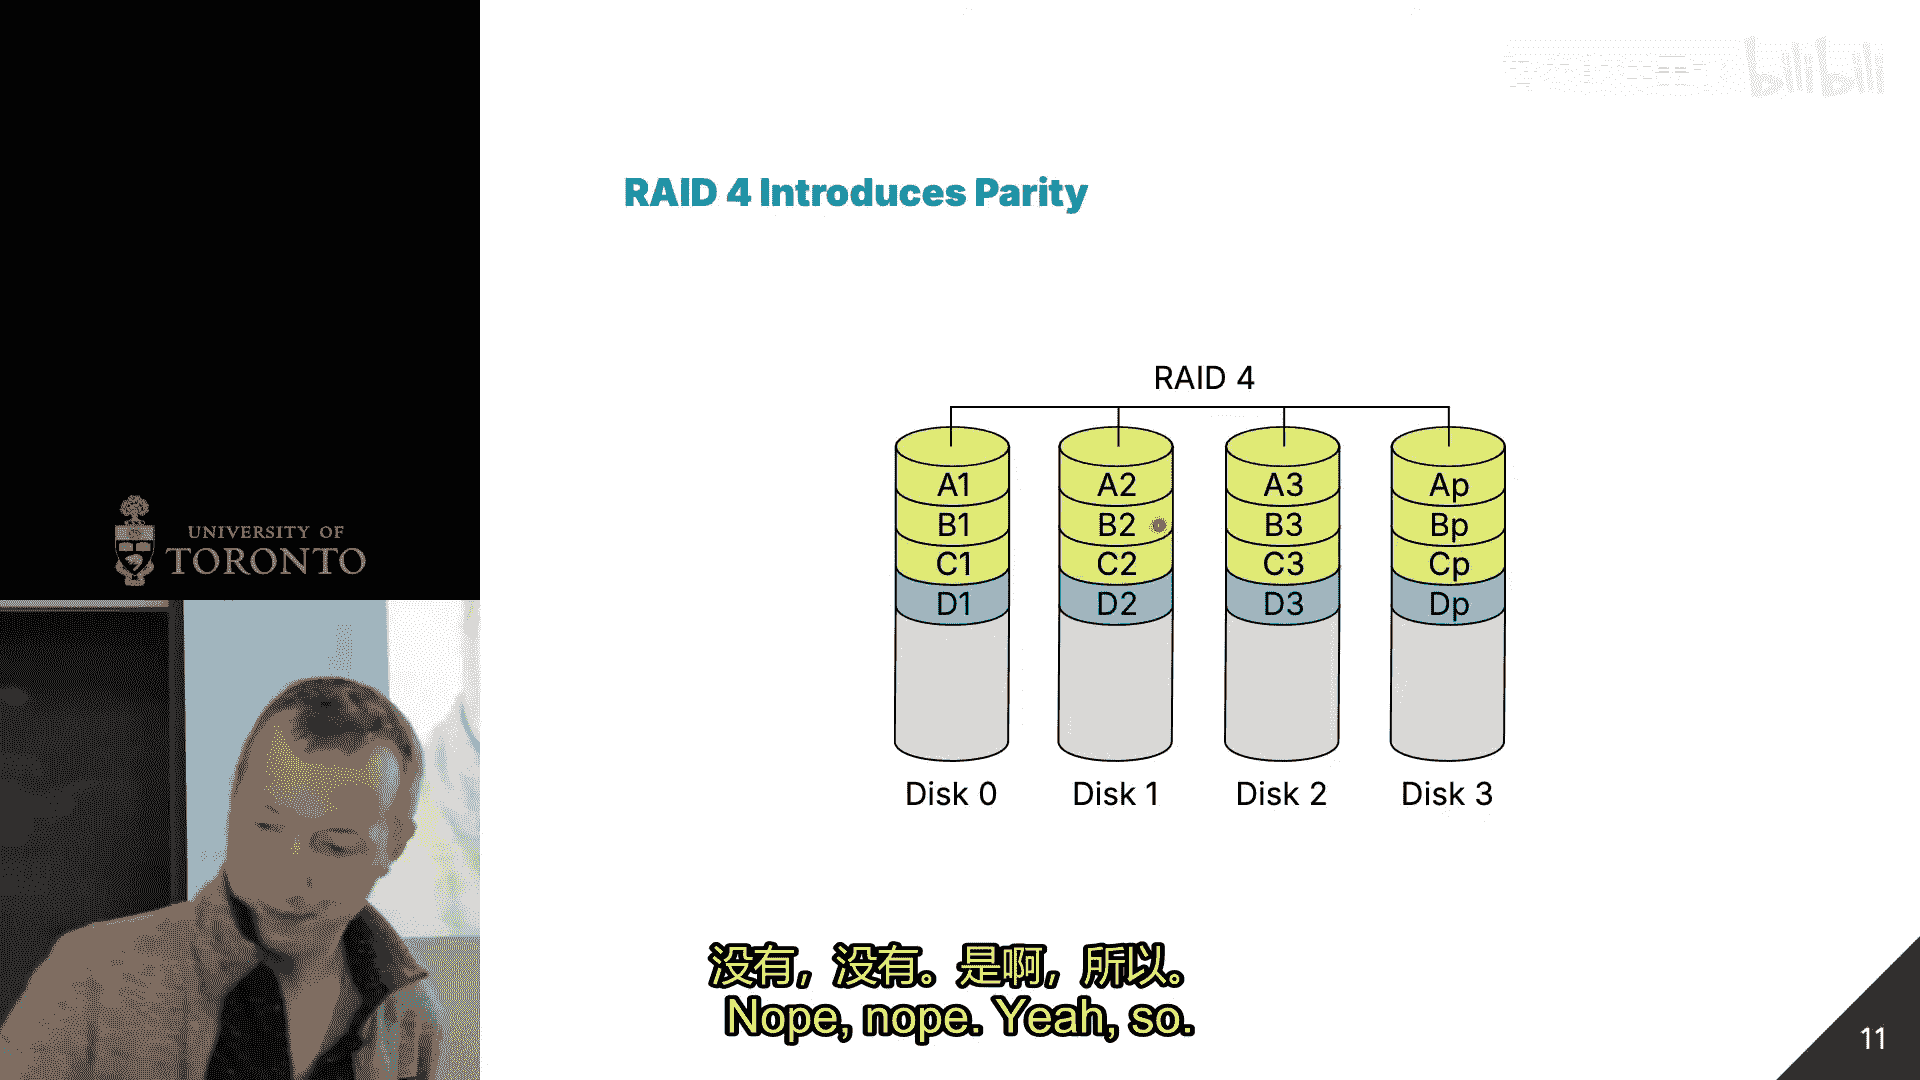 bilibili
RAID 4 Introduces Parity
RAID 4
A1 A2 A3 Ap
B1 B2 B3 Bp
C1 C2 C3 Cp
D1 D2 D3 Dp
Disk 0 Disk 1 Disk 2 Disk 3
UNIVERSITY OF
TORONTO
没有，没有。是啊，所以。
Nope, nope. Yeah, so.
11